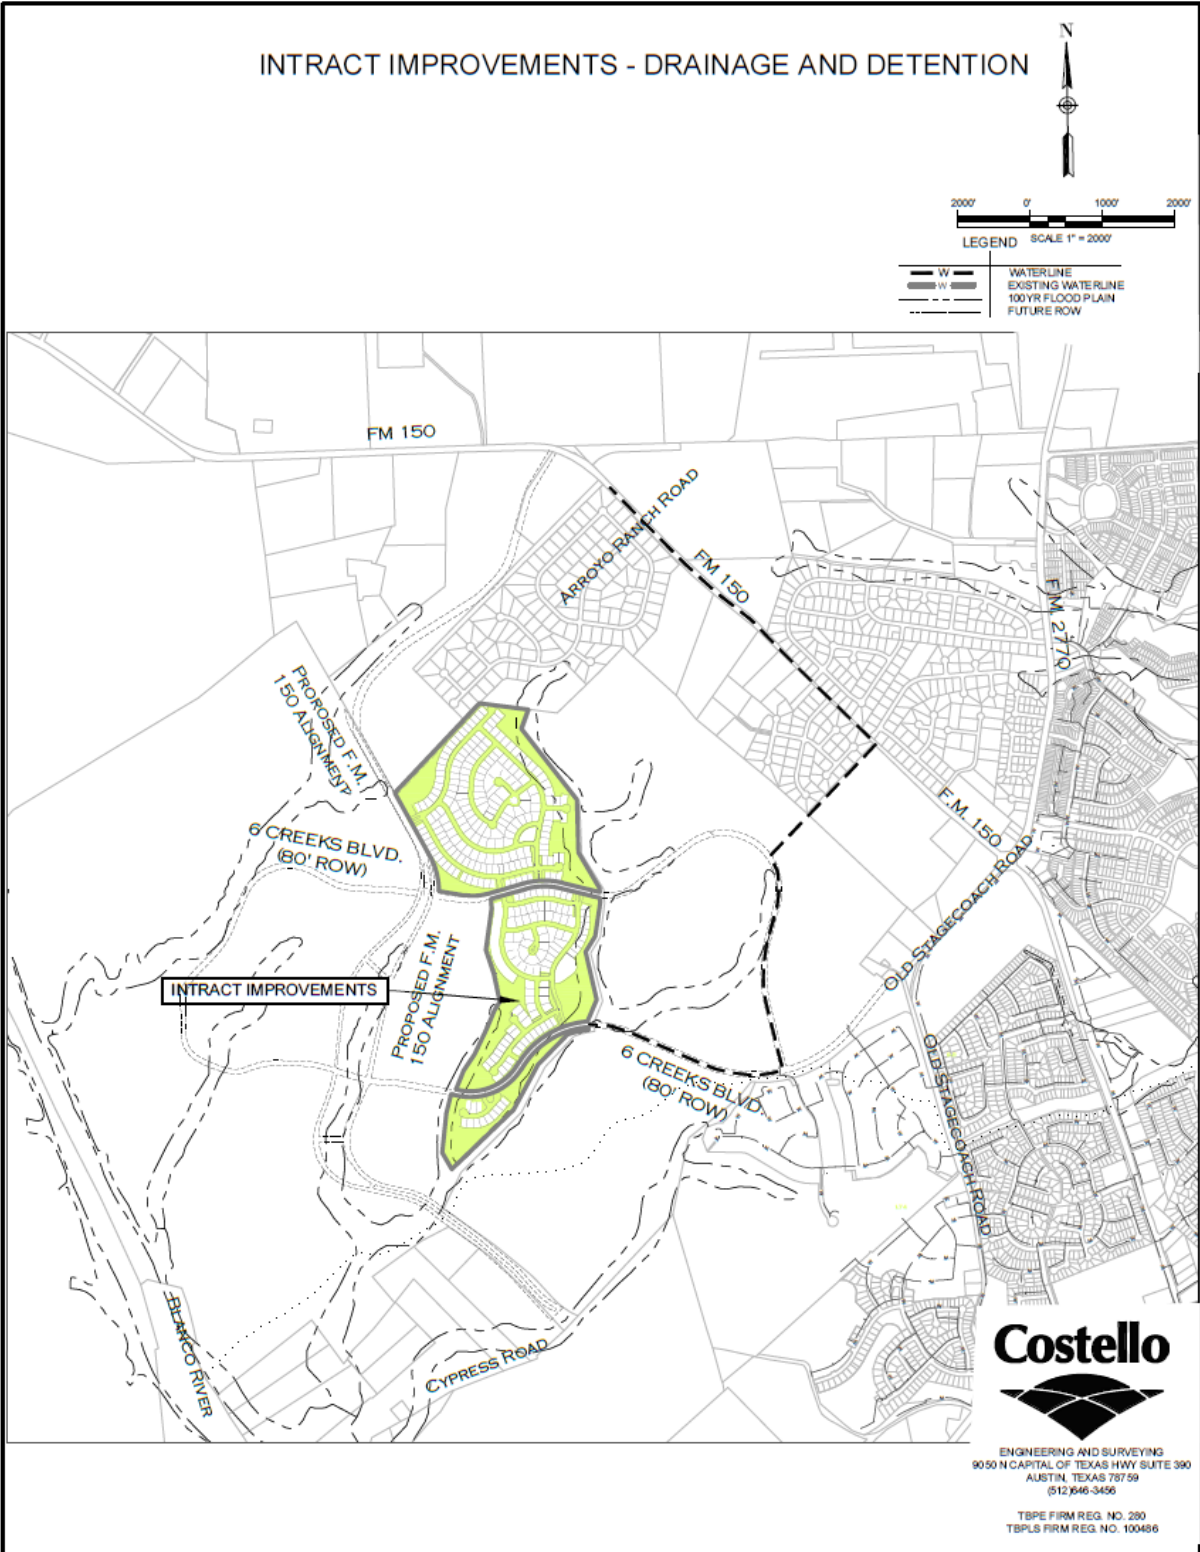 INTRACT IMPROVEMENTS - DRAINAGE AND DETENTION
N
2000' 0' 1000' 2000'
LEGEND SCALE 1" = 2000'
W WATERLINE
W EXISTING WATERLINE
100YR FLOOD PLAIN
FUTURE ROW
FM 150
ARROYO RANCH ROAD
FM 150
F.M. 2770
PROPOSED F.M.
150 ALIGNMENT
6 CREEKS BLVD.
(80' ROW)
F.M. 150
OLD STAGECOACH ROAD
PROPOSED F.M.
150 ALIGNMENT
INTRACT IMPROVEMENTS
6 CREEKS BLVD.
(80' ROW)
OLD STAGECOACH ROAD
BLANCO RIVER
CYPRESS ROAD
Costello
ENGINEERING AND SURVEYING
9050 N CAPITAL OF TEXAS HWY SUITE 390
AUSTIN, TEXAS 78759
(512)646-3456
TBPE FIRM REG. NO. 280
TBPLS FIRM REG. NO. 100486